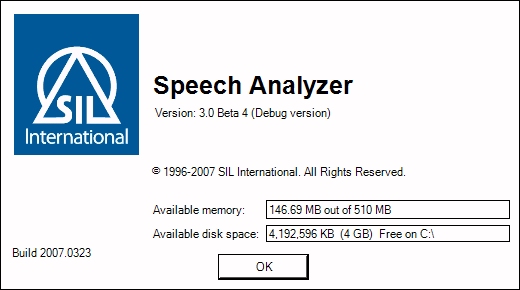 SIL
International
Speech Analyzer
Version: 3.0 Beta 4 (Debug version)
© 1996-2007 SIL International. All Rights Reserved.
Available memory: 146.69 MB out of 510 MB
Available disk space: 4,192,596 KB (4 GB) Free on C:\
Build 2007.0323
OK